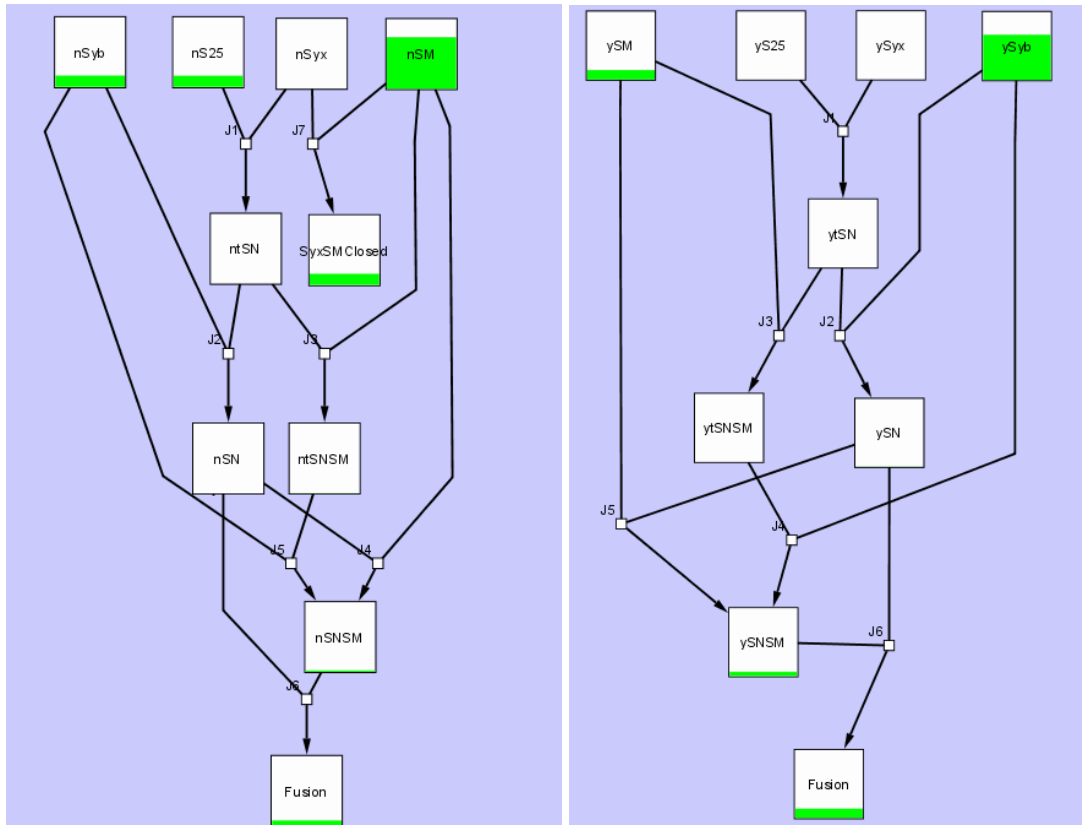 nSyb
nS25
nSyx
nSM
J1
J7
ntSN
SyxSMClosed
J2
J3
nSN
ntSNSM
J5
J4
nSNSM
J6
Fusion
ySM
yS25
ySyx
ySyb
J1
ytSN
J3
J2
ytSNSM
ySN
J5
J4
ySNSM
J6
Fusion